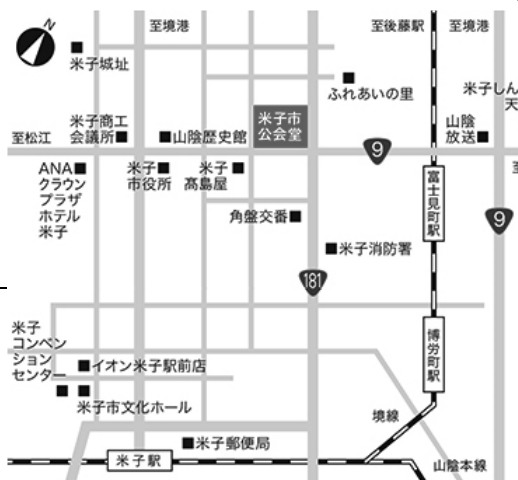 N
至境港
至後藤駅
至境港
米子城址
ふれあいの里
米子しん
天
米子商工
会議所
山陰歴史館
米子市
公会堂
山陰
放送
至松江
9
至
ANA
クラウン
プラザ
ホテル
米子
米子
市役所
米子
髙島屋
富士見町駅
角盤交番
9
米子消防署
181
米子
コンベン
ション
センター
博労町駅
イオン米子駅前店
米子市文化ホール
境線
米子郵便局
米子駅
山陰本線